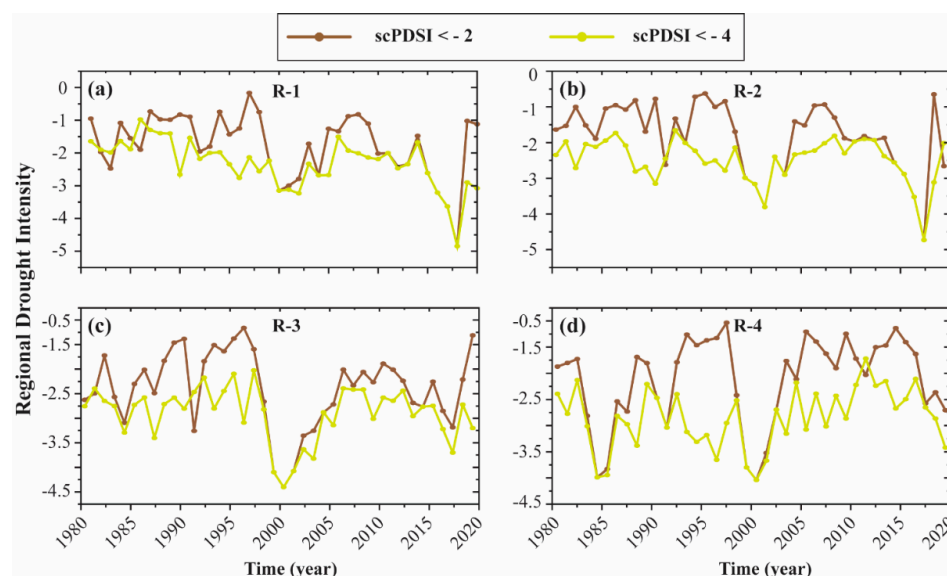 scPDSI < - 2 scPDSI < - 4
Regional Drought Intensity
(a) R-1
0
-1
-2
-3
-4
-5
(b) R-2
0
-1
-2
-3
-4
-5
(c) R-3
-0.5
-1.5
-2.5
-3.5
-4.5
1980 1985 1990 1995 2000 2005 2010 2015 2020
Time (year)
(d) R-4
-0.5
-1.5
-2.5
-3.5
-4.5
1980 1985 1990 1995 2000 2005 2010 2015 2020
Time (year)